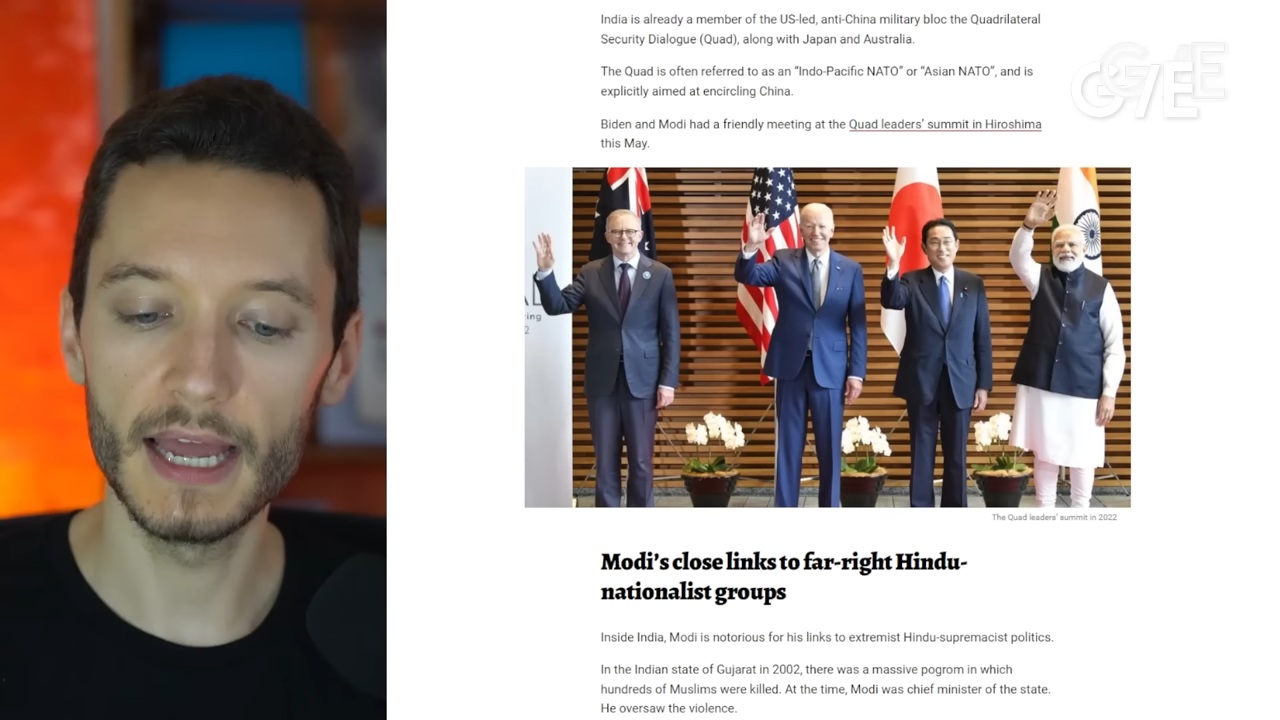 India is already a member of the US-led, anti-China military bloc the Quadrilateral
Security Dialogue (Quad), along with Japan and Australia.
The Quad is often referred to as an “Indo-Pacific NATO” or “Asian NATO”, and is
explicitly aimed at encircling China.
Biden and Modi had a friendly meeting at the Quad leaders’ summit in Hiroshima
this May.
The Quad leaders’ summit in 2022
Modi’s close links to far-right Hindu-
nationalist groups
Inside India, Modi is notorious for his links to extremist Hindu-supremacist politics.
In the Indian state of Gujarat in 2002, there was a massive pogrom in which
hundreds of Muslims were killed. At the time, Modi was chief minister of the state.
He oversaw the violence.